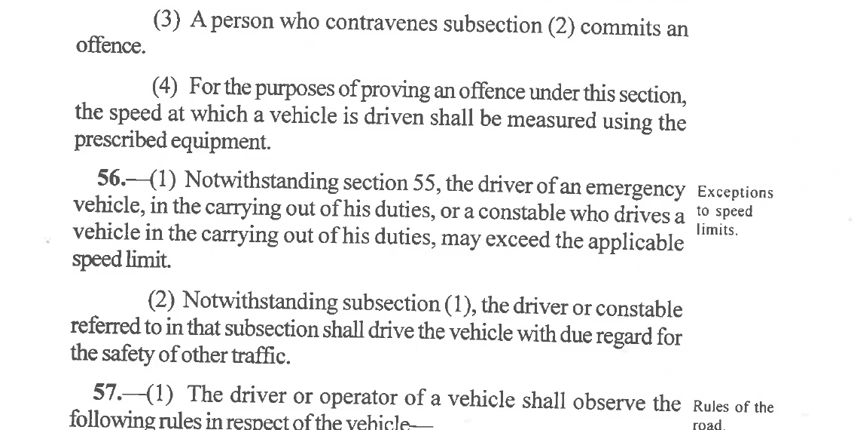 (3) A person who contravenes subsection (2) commits an
offence.
(4) For the purposes of proving an offence under this section,
the speed at which a vehicle is driven shall be measured using the
prescribed equipment.
56.—(1) Notwithstanding section 55, the driver of an emergency
vehicle, in the carrying out of his duties, or a constable who drives a
vehicle in the carrying out of his duties, may exceed the applicable
speed limit.
Exceptions
to speed
limits.
(2) Notwithstanding subsection (1), the driver or constable
referred to in that subsection shall drive the vehicle with due regard for
the safety of other traffic.
57.—(1) The driver or operator of a vehicle shall observe the
following rules in respect of the vehicle—
Rules of the
road.